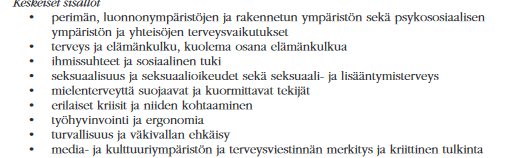 Keskeiset sisällöt
• perimän, luonnonympäristöjen ja rakennetun ympäristön sekä psykososiaalisen
ympäristön ja yhteisöjen terveysvaikutukset
• terveys ja elämänkulku, kuolema osana elämänkulkua
• ihmissuhteet ja sosiaalinen tuki
• seksuaalisuus ja seksuaalioikeudet sekä seksuaali- ja lisääntymisterveys
• mielenterveyttä suojaavat ja kuormittavat tekijät
• erilaiset kriisit ja niiden kohtaaminen
• työhyvinvointi ja ergonomia
• turvallisuus ja väkivallan ehkäisy
• media- ja kulttuuriympäristön ja terveysviestinnän merkitys ja kriittinen tulkinta